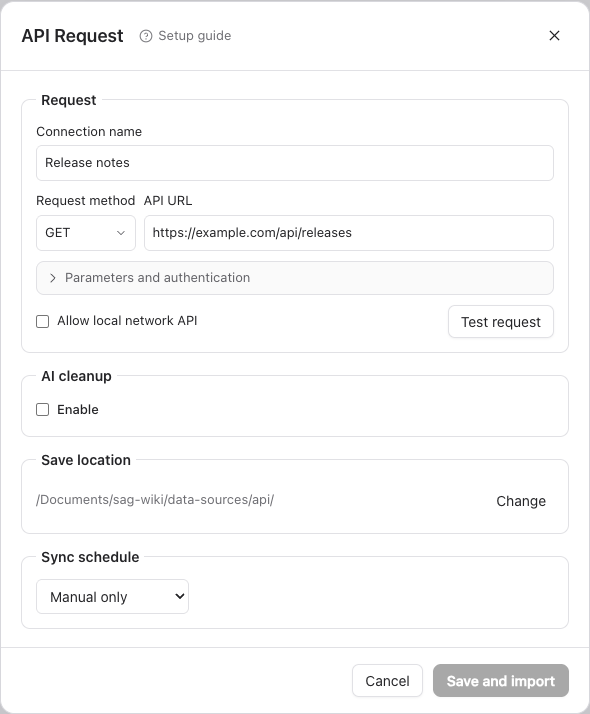 API Request
Setup guide
Request
Connection name
Release notes
Request method API URL
GET
https://example.com/api/releases
Parameters and authentication
Allow local network API
Test request
AI cleanup
Enable
Save location
/Documents/sag-wiki/data-sources/api/
Change
Sync schedule
Manual only
Cancel
Save and import